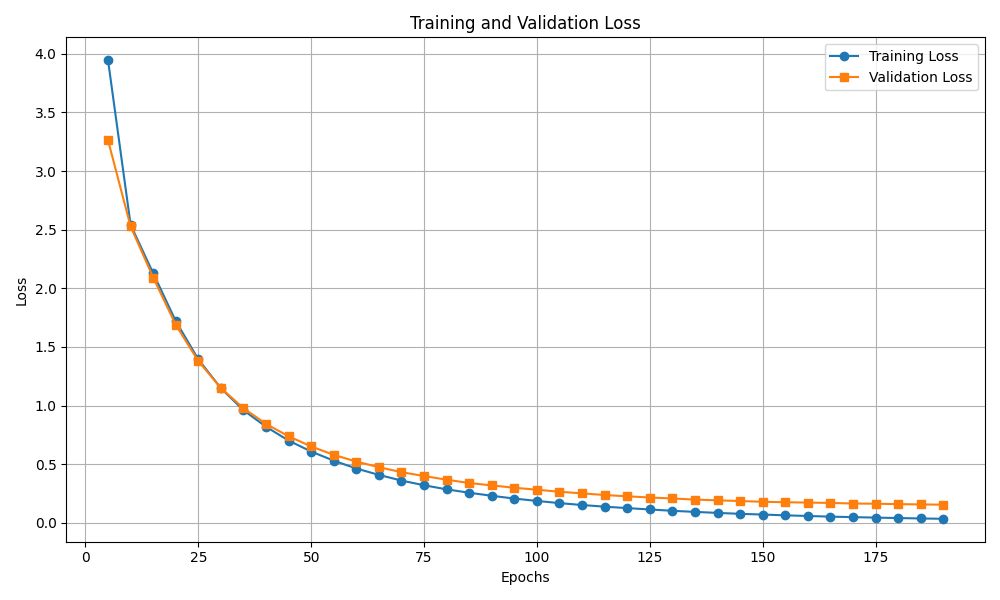 Training and Validation Loss
Training Loss
Validation Loss
Loss
4.0
3.5
3.0
2.5
2.0
1.5
1.0
0.5
0.0
0 25 50 75 100 125 150 175
Epochs